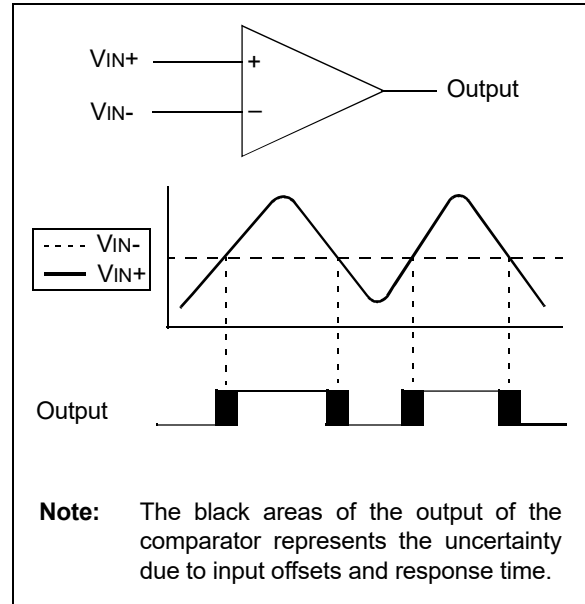 VIN+
+
Output
VIN-
–
VIN-
VIN+
Output
Note: The black areas of the output of the
comparator represents the uncertainty
due to input offsets and response time.